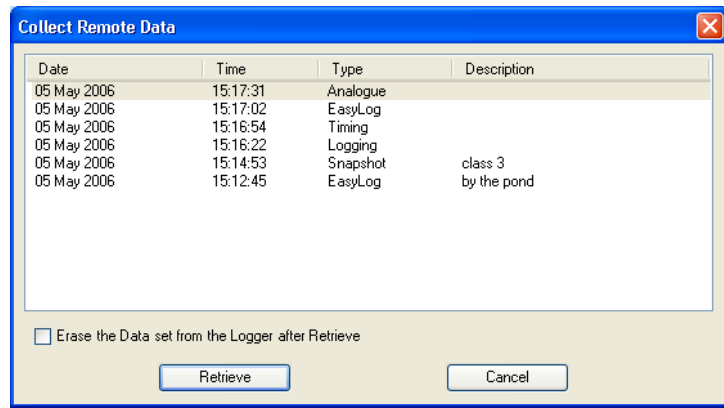 Collect Remote Data
Date Time Type Description
05 May 2006 15:17:31 Analogue
05 May 2006 15:17:02 EasyLog
05 May 2006 15:16:54 Timing
05 May 2006 15:16:22 Logging
05 May 2006 15:14:53 Snapshot class 3
05 May 2006 15:12:45 EasyLog by the pond
Erase the Data set from the Logger after Retrieve
Retrieve Cancel